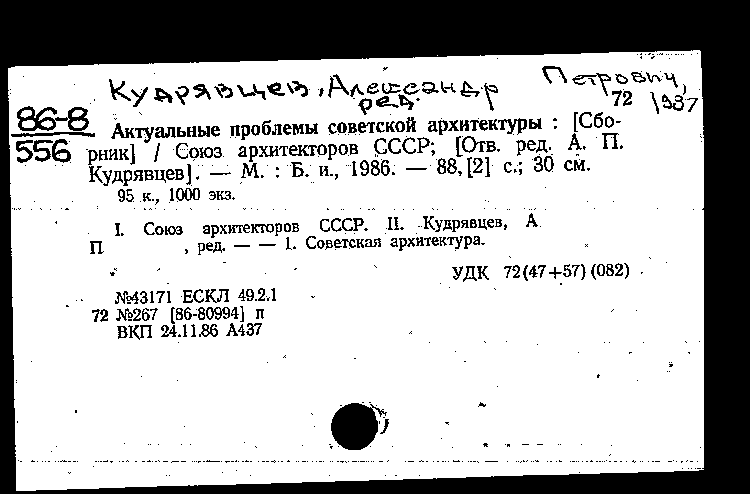 Кудрявцев, Александр Петрович, 1937
ред.
72
86-8
556
Актуальные проблемы советской архитектуры : [Сбо-
рник] / Союз архитекторов СССР; [Отв. ред. А. П.
Кудрявцев]. — М. : Б. и., 1986. — 88, [2] с.; 30 см.
95 к., 1000 экз.
I. Союз архитекторов СССР. II. Кудрявцев, А
П , ред. — — 1. Советская архитектура.
УДК 72(47+57)(082)
№43171 ЕСКЛ 49.2.1
72 №267 [86-80994] п
ВКП 24.11.86 А437